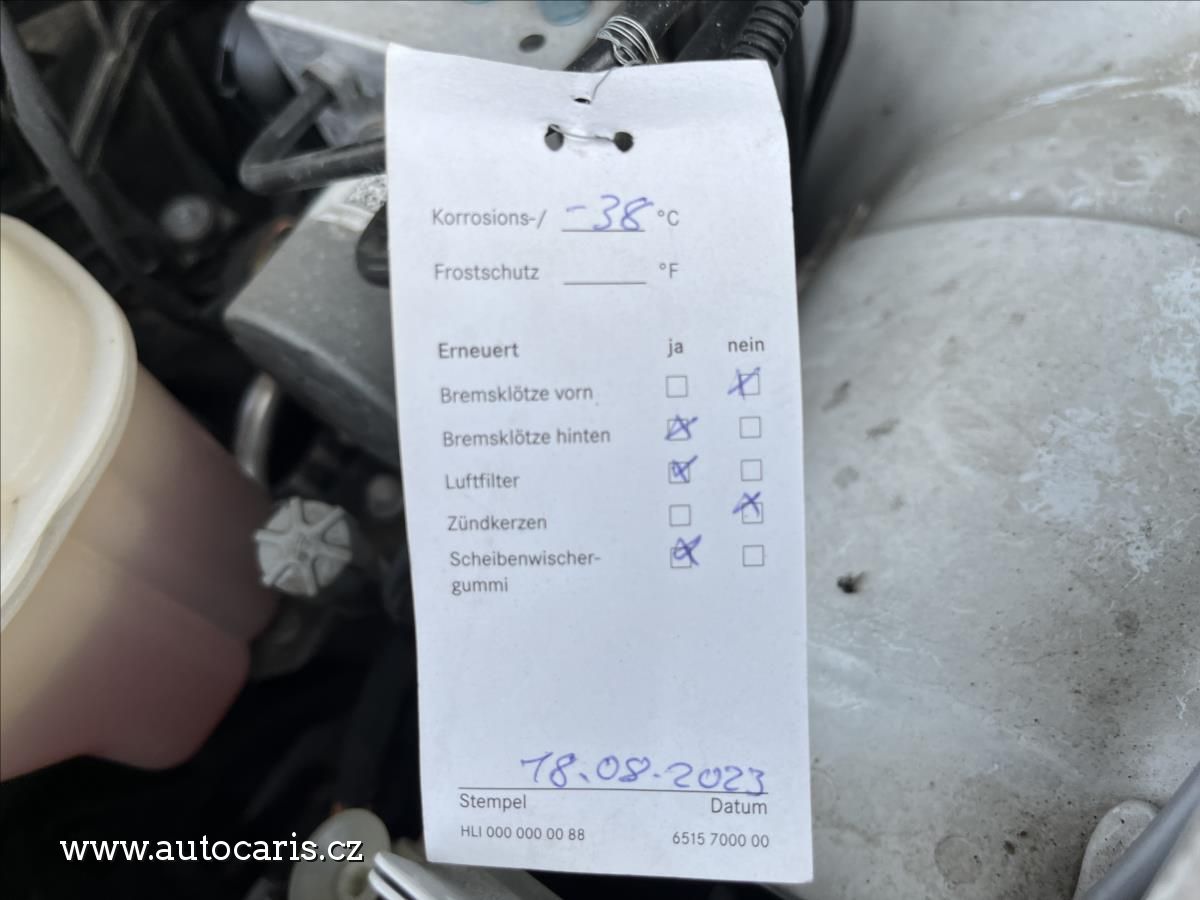 Korrosions-/ -38 °C
Frostschutz °F
Erneuert ja nein
Bremsklötze vorn
Bremsklötze hinten
Luftfilter
Zündkerzen
Scheibenwischer-
gummi
18.08.2023
Stempel Datum
HLI 000 000 00 88 6515 7000 00
www.autocaris.cz